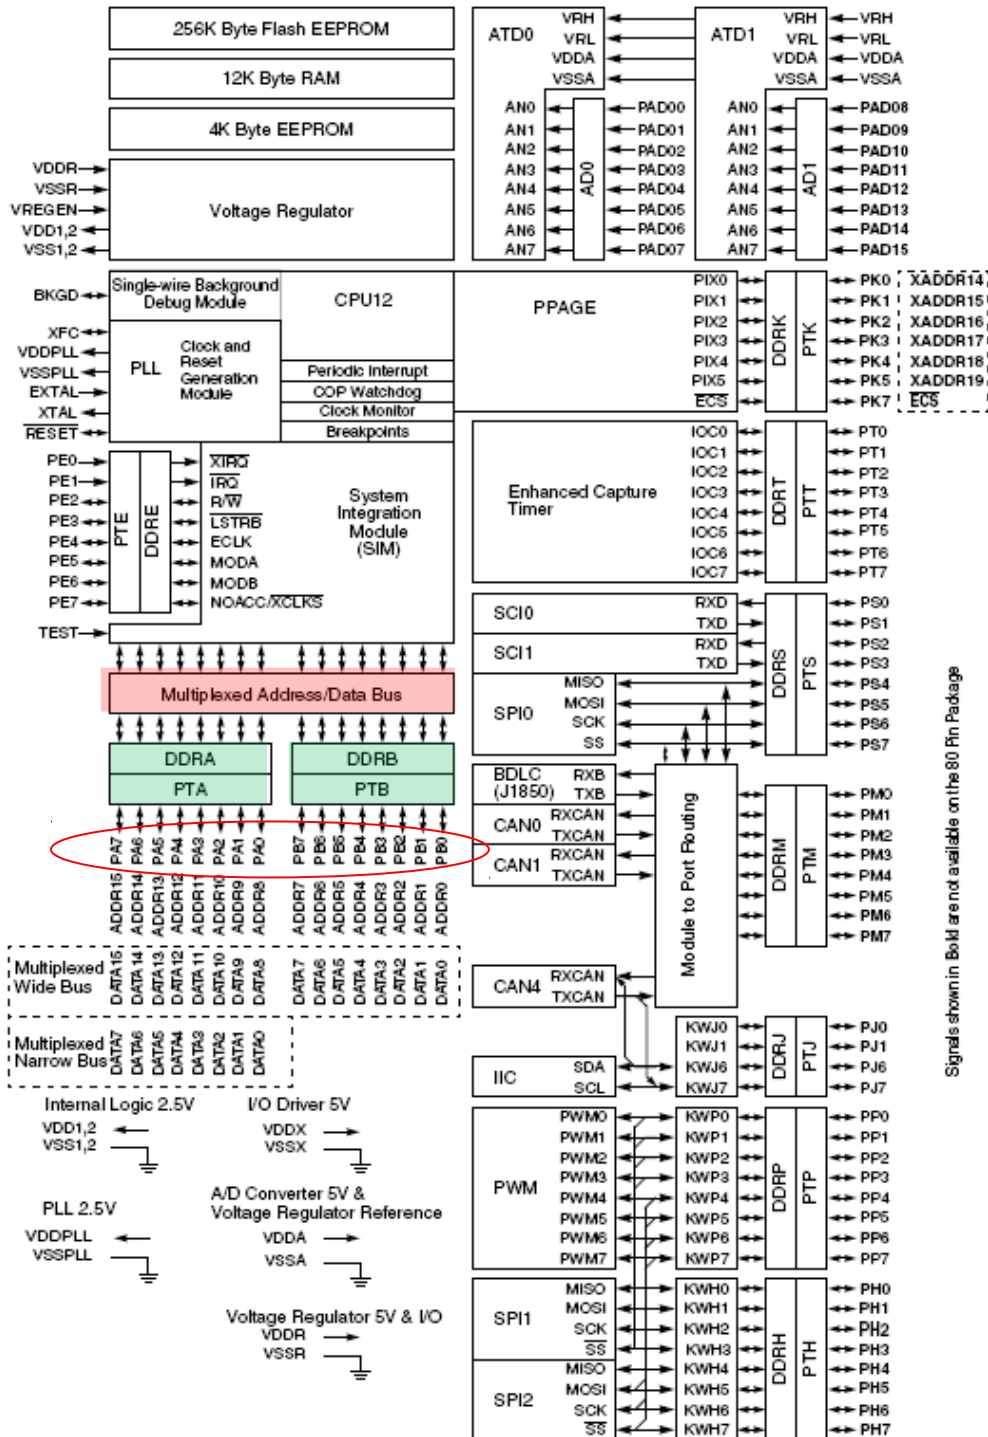 256K Byte Flash EEPROM
12K Byte RAM
4K Byte EEPROM
VDDR
VSSR
VREGEN
VDD1,2
VSS1,2
Voltage Regulator
ATD0
VRH
VRL
VDDA
VSSA
AN0
AN1
AN2
AN3
AN4
AN5
AN6
AN7
AD0
PAD00
PAD01
PAD02
PAD03
PAD04
PAD05
PAD06
PAD07
ATD1
VRH
VRL
VDDA
VSSA
VRH
VRL
VDDA
VSSA
AN0
AN1
AN2
AN3
AN4
AN5
AN6
AN7
AD1
PAD08
PAD09
PAD10
PAD11
PAD12
PAD13
PAD14
PAD15
BKGD
XFC
VDDPLL
VSSPLL
EXTAL
XTAL
RESET
Single-wire Background
Debug Module
CPU12
PLL
Clock and
Reset
Generation
Module
Periodic Interrupt
COP Watchdog
Clock Monitor
Breakpoints
PPAGE
PIX0
PIX1
PIX2
PIX3
PIX4
PIX5
ECS
DDRK
PTK
PK0
PK1
PK2
PK3
PK4
PK5
PK7
XADDR14
XADDR15
XADDR16
XADDR17
XADDR18
XADDR19
ECS
PE0
PE1
PE2
PE3
PE4
PE5
PE6
PE7
TEST
PTE
DDRE
XIRQ
IRQ
R/W
LSTRB
ECLK
MODA
MODB
NOACC/XCLKS
System
Integration
Module
(SIM)
Enhanced Capture
Timer
IOC0
IOC1
IOC2
IOC3
IOC4
IOC5
IOC6
IOC7
DDRT
PTT
PT0
PT1
PT2
PT3
PT4
PT5
PT6
PT7
Multiplexed Address/Data Bus
DDRA
PTA
DDRB
PTB
PA7
PA6
PA5
PA4
PA3
PA2
PA1
PA0
PB7
PB6
PB5
PB4
PB3
PB2
PB1
PB0
ADDR15
ADDR14
ADDR13
ADDR12
ADDR11
ADDR10
ADDR9
ADDR8
ADDR7
ADDR6
ADDR5
ADDR4
ADDR3
ADDR2
ADDR1
ADDR0
Multiplexed
Wide Bus
DATA15
DATA14
DATA13
DATA12
DATA11
DATA10
DATA9
DATA8
DATA7
DATA6
DATA5
DATA4
DATA3
DATA2
DATA1
DATA0
Multiplexed
Narrow Bus
DATA7
DATA6
DATA5
DATA4
DATA3
DATA2
DATA1
DATA0
SCI0
RXD
TXD
SCI1
RXD
TXD
SPI0
MISO
MOSI
SCK
SS
DDRS
PTS
PS0
PS1
PS2
PS3
PS4
PS5
PS6
PS7
BDLC
(J1850)
RXB
TXB
CAN0
RXCAN
TXCAN
CAN1
RXCAN
TXCAN
CAN4
RXCAN
TXCAN
Module to Port Routing
DDRM
PTM
PM0
PM1
PM2
PM3
PM4
PM5
PM6
PM7
IIC
SDA
SCL
KWJ0
KWJ1
KWJ6
KWJ7
DDRJ
PTJ
PJ0
PJ1
PJ6
PJ7
PWM
PWM0
PWM1
PWM2
PWM3
PWM4
PWM5
PWM6
PWM7
KWP0
KWP1
KWP2
KWP3
KWP4
KWP5
KWP6
KWP7
DDRP
PTP
PP0
PP1
PP2
PP3
PP4
PP5
PP6
PP7
SPI1
MISO
MOSI
SCK
SS
SPI2
MISO
MOSI
SCK
SS
KWH0
KWH1
KWH2
KWH3
KWH4
KWH5
KWH6
KWH7
DDRH
PTH
PH0
PH1
PH2
PH3
PH4
PH5
PH6
PH7
Internal Logic 2.5V
VDD1,2
VSS1,2
I/O Driver 5V
VDDX
VSSX
PLL 2.5V
VDDPLL
VSSPLL
A/D Converter 5V &
Voltage Regulator Reference
VDDA
VSSA
Voltage Regulator 5V & I/O
VDDR
VSSR
Signals shown in Bold are not available on the 80 Pin Package